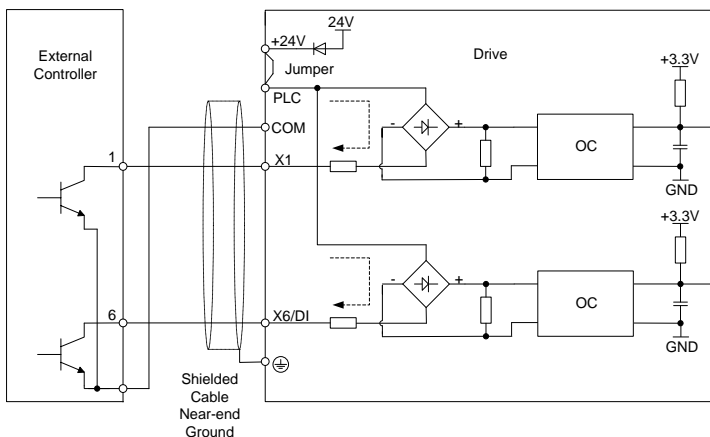 External
Controller
24V
+24V
Jumper
Drive
+3.3V
PLC
COM
1
X1
-
+
OC
GND
+3.3V
6
X6/DI
-
+
OC
GND
Shielded
Cable
Near-end
Ground